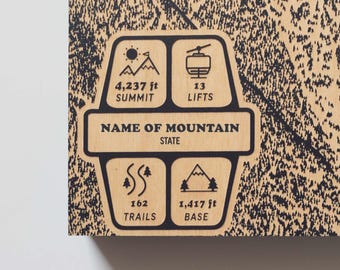 4,237 ft
SUMMIT
13
LIFTS
NAME OF MOUNTAIN
STATE
162
TRAILS
1,417 ft
BASE